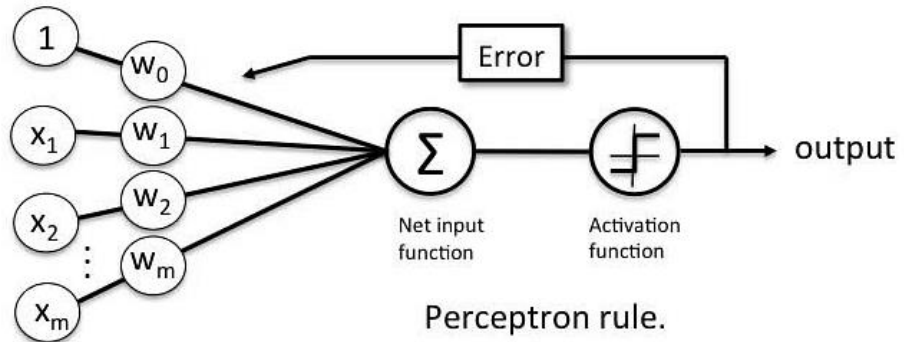 1
w₀
Error
x₁
w₁
Σ
output
x₂
w₂
Net input
function
Activation
function
⋮
wₘ
xₘ
Perceptron rule.